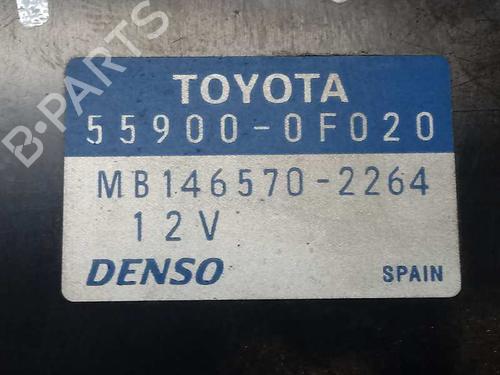 B-PARTS
TOYOTA
55900-0F020
MB146570-2264
12V
DENSO
SPAIN